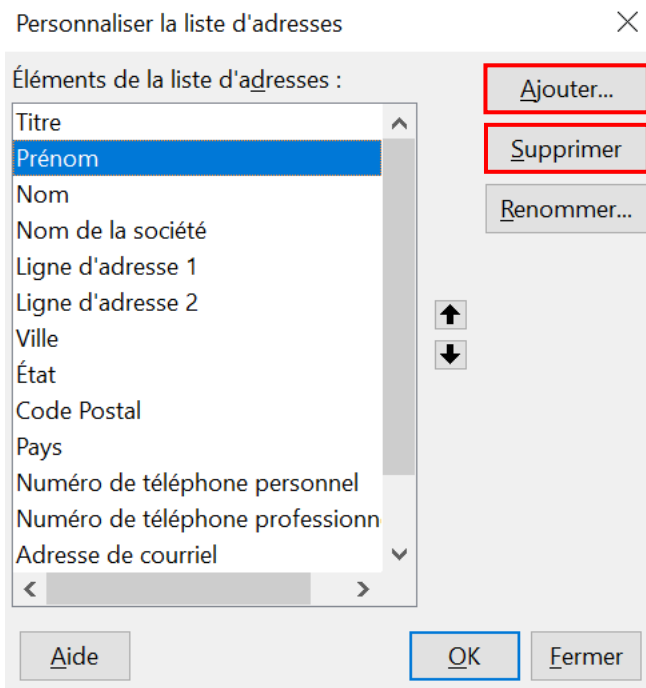 Personnaliser la liste d'adresses
Éléments de la liste d'adresses :
Titre
Prénom
Nom
Nom de la société
Ligne d'adresse 1
Ligne d'adresse 2
Ville
État
Code Postal
Pays
Numéro de téléphone personnel
Numéro de téléphone professionn
Adresse de courriel
Ajouter...
Supprimer
Renommer...
Aide
OK
Fermer